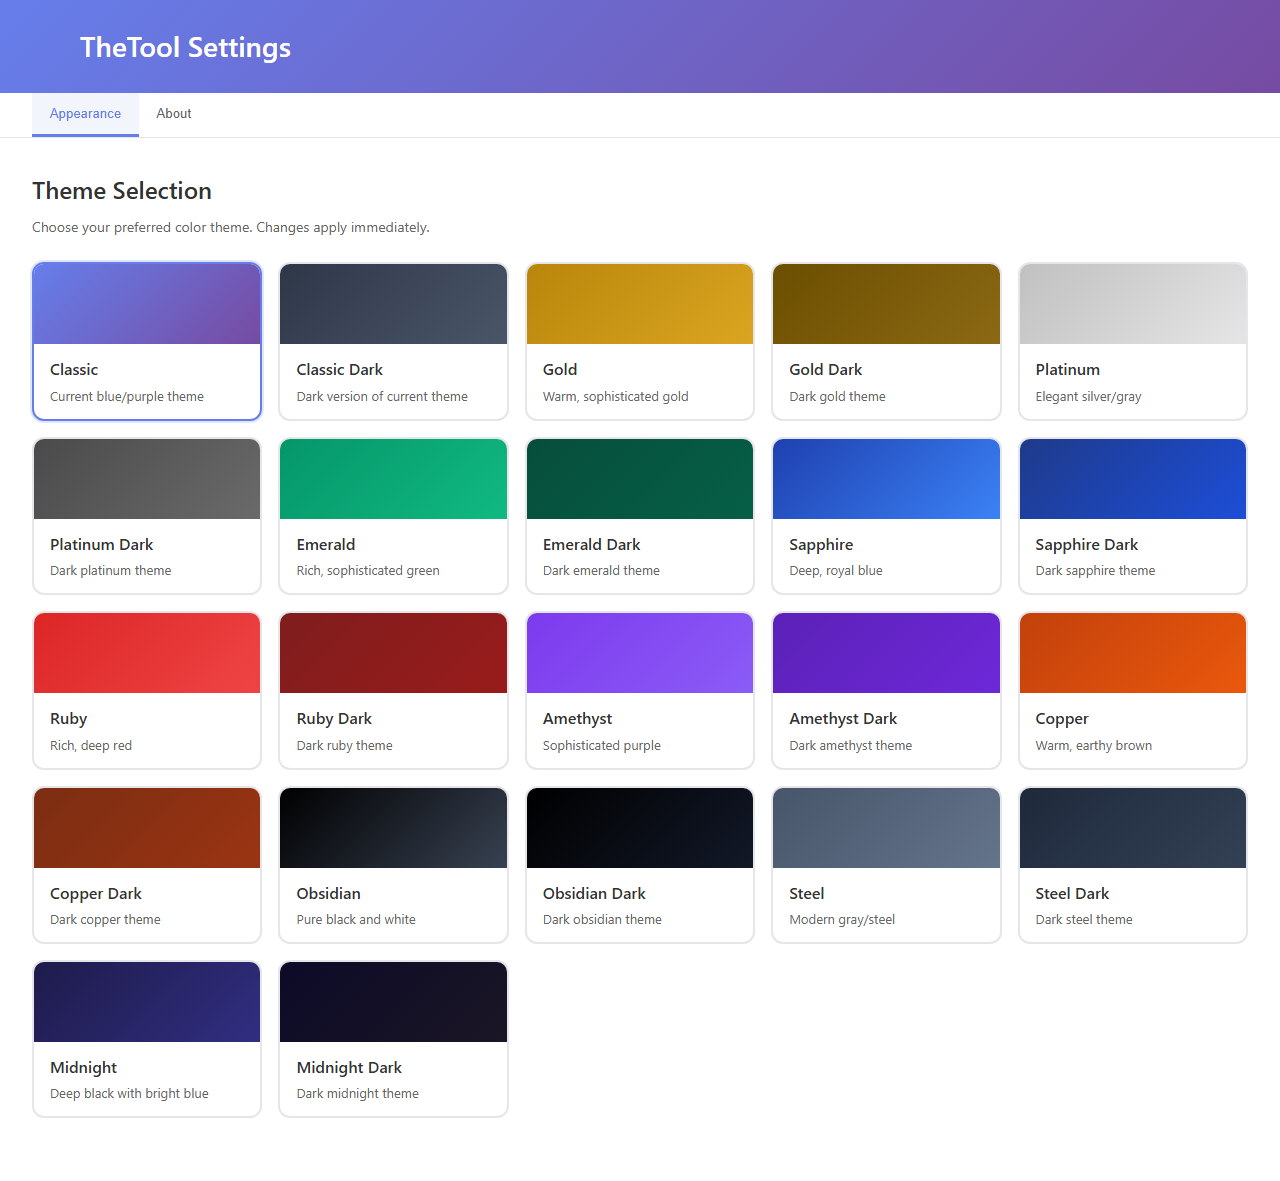 TheTool Settings
Appearance
About
Theme Selection
Choose your preferred color theme. Changes apply immediately.
Classic
Current blue/purple theme
Classic Dark
Dark version of current theme
Gold
Warm, sophisticated gold
Gold Dark
Dark gold theme
Platinum
Elegant silver/gray
Platinum Dark
Dark platinum theme
Emerald
Rich, sophisticated green
Emerald Dark
Dark emerald theme
Sapphire
Deep, royal blue
Sapphire Dark
Dark sapphire theme
Ruby
Rich, deep red
Ruby Dark
Dark ruby theme
Amethyst
Sophisticated purple
Amethyst Dark
Dark amethyst theme
Copper
Warm, earthy brown
Copper Dark
Dark copper theme
Obsidian
Pure black and white
Obsidian Dark
Dark obsidian theme
Steel
Modern gray/steel
Steel Dark
Dark steel theme
Midnight
Deep black with bright blue
Midnight Dark
Dark midnight theme